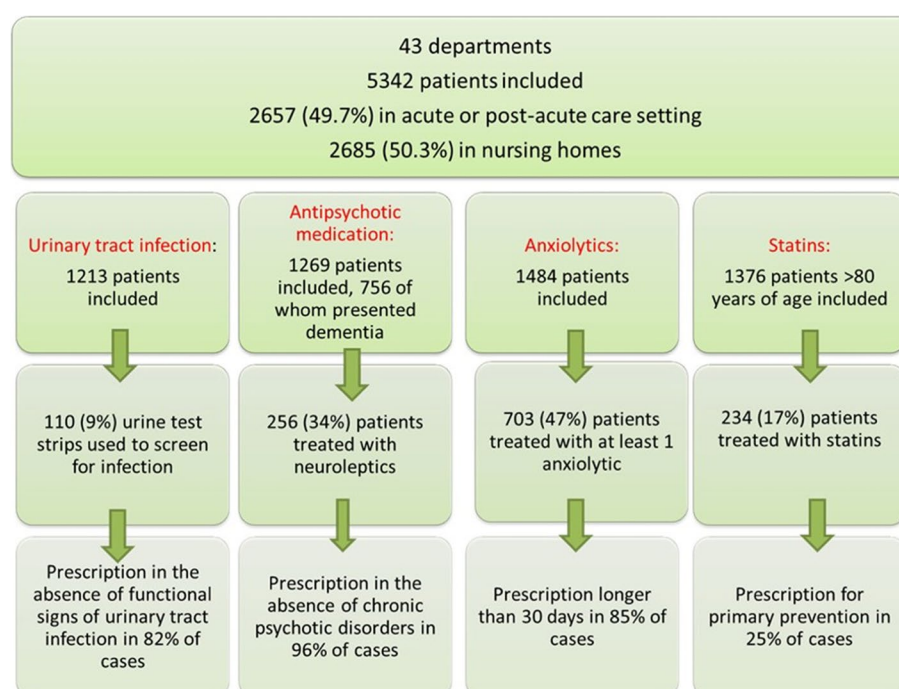 43 departments
5342 patients included
2657 (49.7%) in acute or post-acute care setting
2685 (50.3%) in nursing homes
Urinary tract infection:
1213 patients
included
Antipsychotic
medication:
1269 patients
included, 756 of
whom presented
dementia
Anxiolytics:
1484 patients
included
Statins:
1376 patients >80
years of age included
110 (9%) urine test
strips used to screen
for infection
256 (34%) patients
treated with
neuroleptics
703 (47%) patients
treated with at least 1
anxiolytic
234 (17%) patients
treated with statins
Prescription in the
absence of functional
signs of urinary tract
infection in 82% of
cases
Prescription in the
absence of chronic
psychotic disorders in
96% of cases
Prescription longer
than 30 days in 85% of
cases
Prescription for
primary prevention in
25% of cases